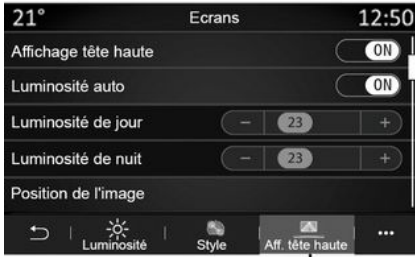 21° Ecrans 12:50
Affichage tête haute ON
Luminosité auto ON
Luminosité de jour - 23 +
Luminosité de nuit - 23 +
Position de l'image
Luminosité Style Aff. tête haute ...